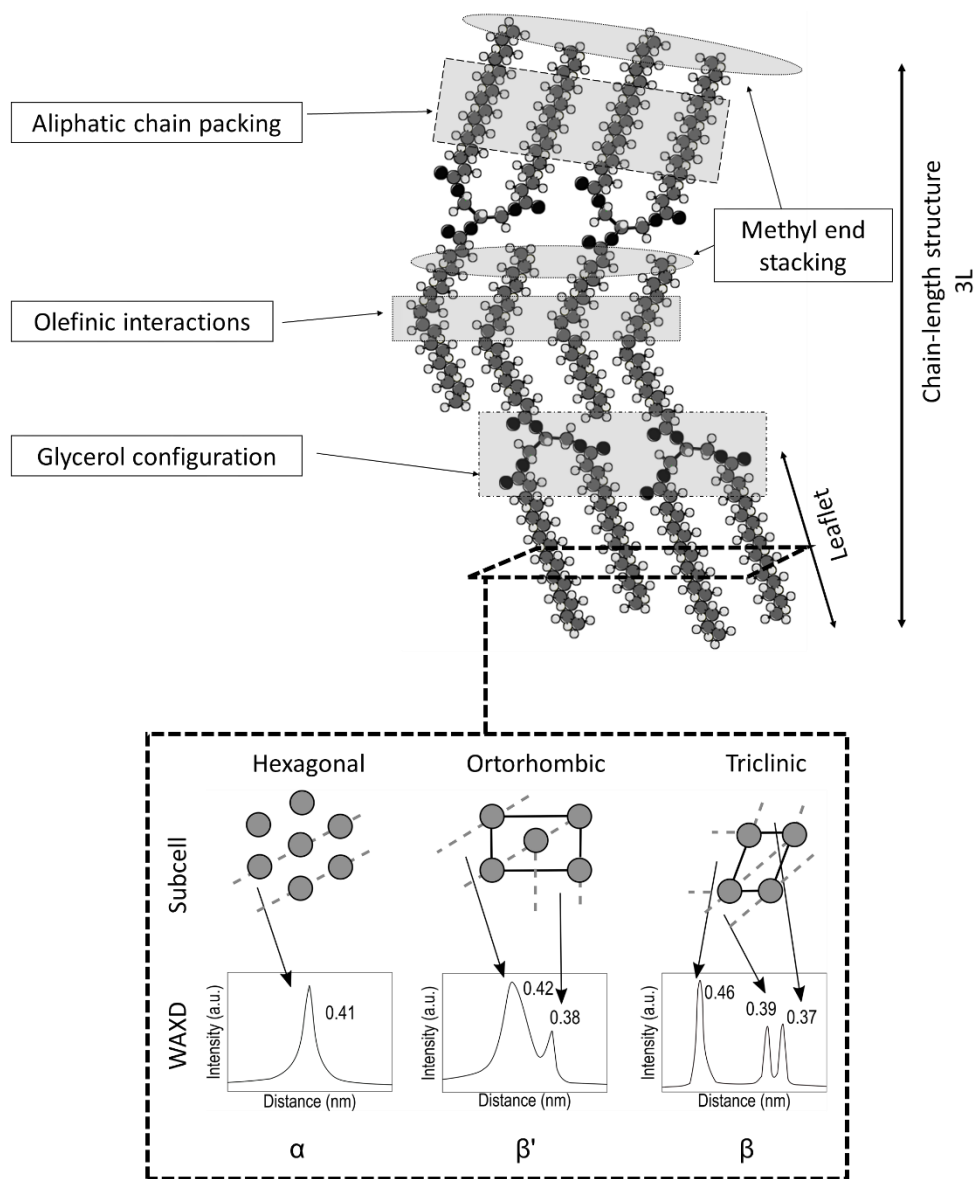 Aliphatic chain packing
Methyl end
stacking
Olefinic interactions
Glycerol configuration
Chain-length structure
3L
Leaflet
Hexagonal
Ortorhombic
Triclinic
Subcell
WAXD
Intensity (a.u.)
0.41
Distance (nm)
Intensity (a.u.)
0.42
0.38
Distance (nm)
Intensity (a.u.)
0.46
0.39
0.37
Distance (nm)
α
β'
β